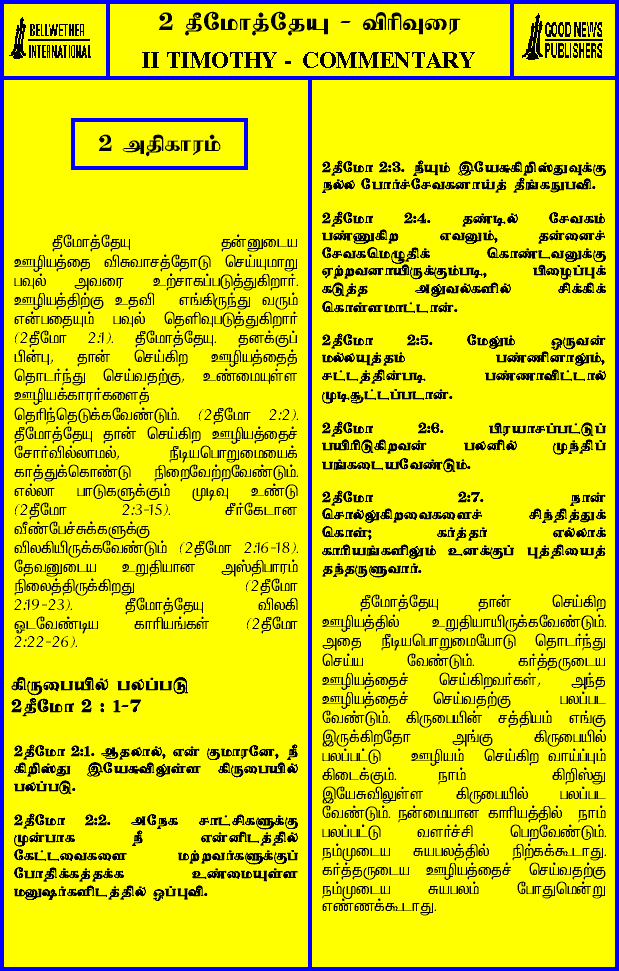 BELLWETHER
INTERNATIONAL
2 தீமோத்தேயு - விரிவுரை
II TIMOTHY - COMMENTARY
GOOD NEWS
PUBLISHERS
2 அதிகாரம்
தீமோத்தேயு தன்னுடைய
ஊழியத்தை விசுவாசத்தோடு செய்யுமாறு
பவுல் அவரை உற்சாகப்படுத்துகிறார்.
ஊழியத்திற்கு உதவி எங்கிருந்து வரும்
என்பதையும் பவுல் தெளிவுபடுத்துகிறார்
(2தீமோ 2:1). தீமோத்தேயு. தனக்குப்
பின்பு, தான் செய்கிற ஊழியத்தைத்
தொடர்ந்து செய்வதற்கு, உண்மையுள்ள
ஊழியக்காரர்களைத்
தெரிந்தெடுக்கவேண்டும். (2தீமோ 2:2).
தீமோத்தேயு தான் செய்கிற ஊழியத்தைச்
சோர்வில்லாமல், நீடியபொறுமையைக்
காத்துக்கொண்டு நிறைவேற்றவேண்டும்.
எல்லா பாடுகளுக்கும் முடிவு உண்டு
(2தீமோ 2:3-15). சீர்கேடான
வீண்பேச்சுக்களுக்கு
விலகியிருக்கவேண்டும் (2தீமோ 2:16-18).
தேவனுடைய உறுதியான அஸ்திபாரம்
நிலைத்திருக்கிறது (2தீமோ
2:19-23). தீமோத்தேயு விலகி
ஓடவேண்டிய காரியங்கள் (2தீமோ
2:22-26).
கிருபையில் பலப்படு
2தீமோ 2 : 1-7
2தீமோ 2:1. ஆதலால், என் குமாரனே, நீ
கிறிஸ்து இயேசுவிலுள்ள கிருபையில்
பலப்படு.
2தீமோ 2:2. அநேக சாட்சிகளுக்கு
முன்பாக நீ என்னிடத்தில்
கேட்டவைகளை மற்றவர்களுக்குப்
போதிக்கத்தக்க உண்மையுள்ள
மனுஷர்களிடத்தில் ஒப்புவி.
2தீமோ 2:3. நீயும் இயேசுகிறிஸ்துவுக்கு
நல்ல போர்ச்சேவகனாய்த் தீங்கநுபவி.
2தீமோ 2:4. தண்டில் சேவகம்
பண்ணுகிற எவனும், தன்னைச்
சேவகமெழுதிக் கொண்டவனுக்கு
ஏற்றவனாயிருக்கும்படி, பிழைப்புக்
கடுத்த அலுவல்களில் சிக்கிக்
கொள்ளமாட்டான்.
2தீமோ 2:5. மேலும் ஒருவன்
மல்லயுத்தம் பண்ணினாலும்,
சட்டத்தின்படி பண்ணாவிட்டால்
முடிசூட்டப்படான்.
2தீமோ 2:6. பிரயாசப்பட்டுப்
பயிரிடுகிறவன் பலனில் முந்திப்
பங்கடையவேண்டும்.
2தீமோ 2:7. நான்
சொல்லுகிறவைகளைச் சிந்தித்துக்
கொள்; கர்த்தர் எல்லாக்
காரியங்களிலும் உனக்குப் புத்தியைத்
தந்தருளுவார்.
தீமோத்தேயு தான் செய்கிற
ஊழியத்தில் உறுதியாயிருக்கவேண்டும்.
அதை நீடியபொறுமையோடு தொடர்ந்து
செய்ய வேண்டும். கர்த்தருடைய
ஊழியத்தைச் செய்கிறவர்கள், அந்த
ஊழியத்தைச் செய்வதற்கு பலப்பட
வேண்டும். கிருபையின் சத்தியம் எங்கு
இருக்கிறதோ அங்கு கிருபையில்
பலப்பட்டு ஊழியம் செய்கிற வாய்ப்பும்
கிடைக்கும். நாம் கிறிஸ்து
இயேசுவிலுள்ள கிருபையில் பலப்பட
வேண்டும். நன்மையான காரியத்தில் நாம்
பலப்பட்டு வளர்ச்சி பெறவேண்டும்.
நம்முடைய சுயபலத்தில் நிற்கக்கூடாது.
கர்த்தருடைய ஊழியத்தைச் செய்வதற்கு
நம்முடைய சுயபலம் போதுமென்று
எண்ணக்கூடாது.